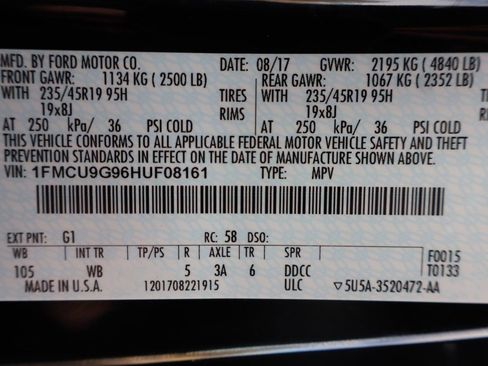 MFD. BY FORD MOTOR CO. DATE: 08/17 GVWR: 2195 KG ( 4840 LB)
FRONT GAWR: 1134 KG ( 2500 LB) REAR GAWR: 1067 KG ( 2352 LB)
WITH 235/45R19 95H TIRES WITH 235/45R19 95H TIRES
19x8J RIMS 19x8J RIMS
AT 250 kPa/ 36 PSI COLD AT 250 kPa/ 36 PSI COLD
THIS VEHICLE CONFORMS TO ALL APPLICABLE FEDERAL MOTOR VEHICLE SAFETY AND THEFT
PREVENTION STANDARDS IN EFFECT ON THE DATE OF MANUFACTURE SHOWN ABOVE.
VIN: 1FMCU9G96HUF08161 TYPE: MPV
EXT PNT: G1 RC: 58 DSO:
WB INT TR TP/PS R AXLE TR SPR F0015
105 WB 5 3A 6 DDCC T0133
MADE IN U.S.A. 1201708221915 ULC ▽5U5A-3520472-AA